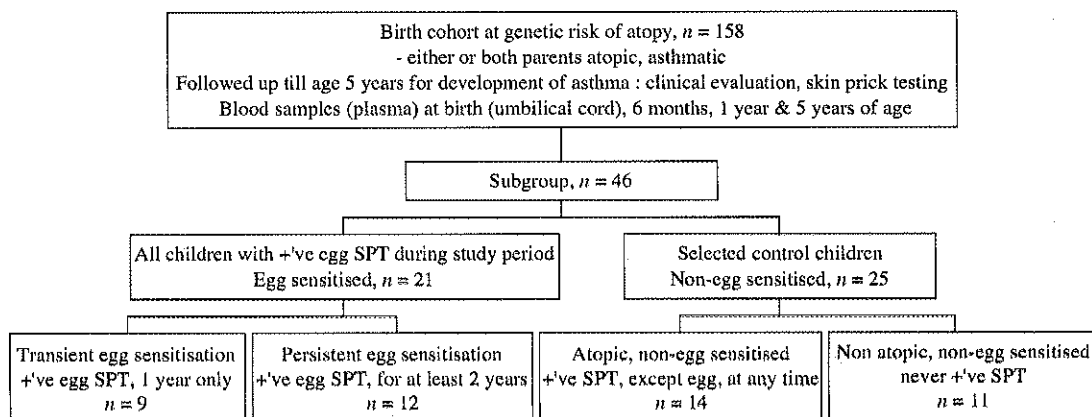 Birth cohort at genetic risk of atopy, n = 158
- either or both parents atopic, asthmatic
Followed up till age 5 years for development of asthma : clinical evaluation, skin prick testing
Blood samples (plasma) at birth (umbilical cord), 6 months, 1 year & 5 years of age
Subgroup, n = 46
All children with +'ve egg SPT during study period
Egg sensitised, n = 21
Selected control children
Non-egg sensitised, n = 25
Transient egg sensitisation
+'ve egg SPT, 1 year only
n = 9
Persistent egg sensitisation
+'ve egg SPT, for at least 2 years
n = 12
Atopic, non-egg sensitised
+'ve SPT, except egg, at any time
n = 14
Non atopic, non-egg sensitised
never +'ve SPT
n = 11